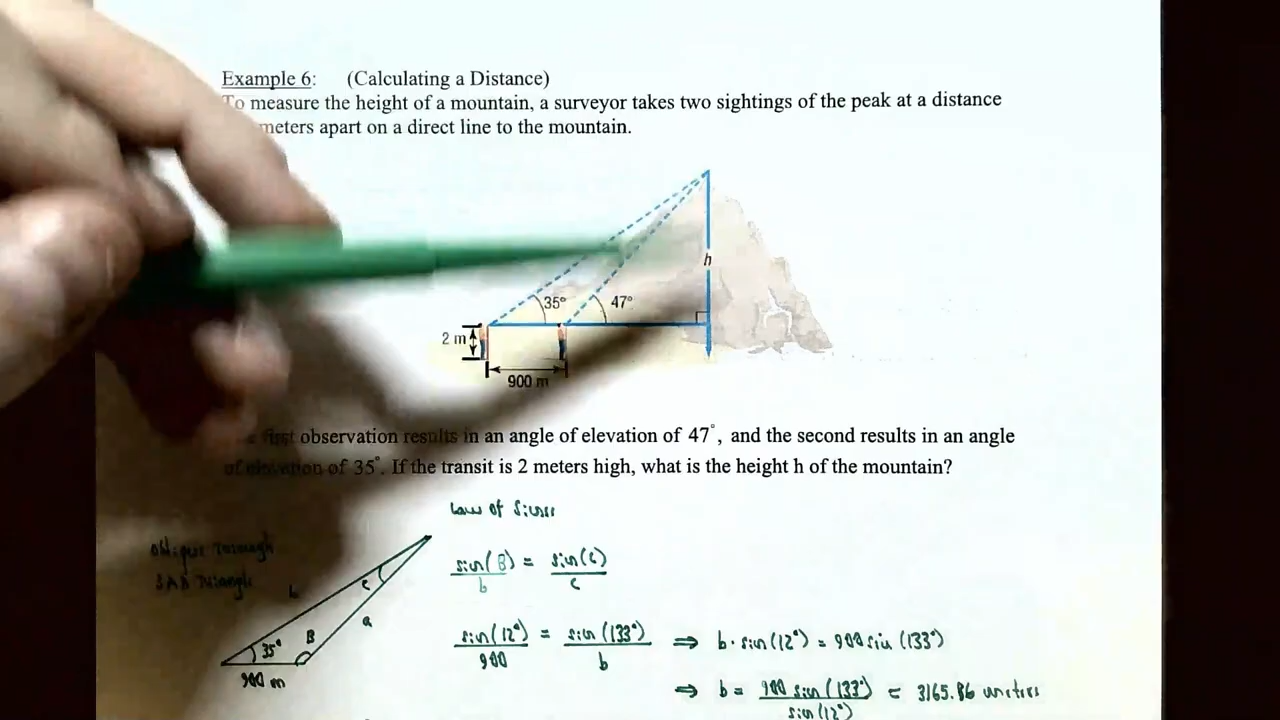 Example 6: (Calculating a Distance)
To measure the height of a mountain, a surveyor takes two sightings of the peak at a distance
meters apart on a direct line to the mountain.
h
35° 47°
2 m
900 m
first observation results in an angle of elevation of 47°, and the second results in an angle
of elevation of 35°. If the transit is 2 meters high, what is the height h of the mountain?
Law of Sines
sin(B)/b = sin(C)/c
Triangle
b
C
a
B
35°
900 m
sin(12°)/900 = sin(133°)/b ⇒ b·sin(12°) = 900 sin(133°)
⇒ b = 900 sin(133°)/sin(12°) = 3165.86 meters